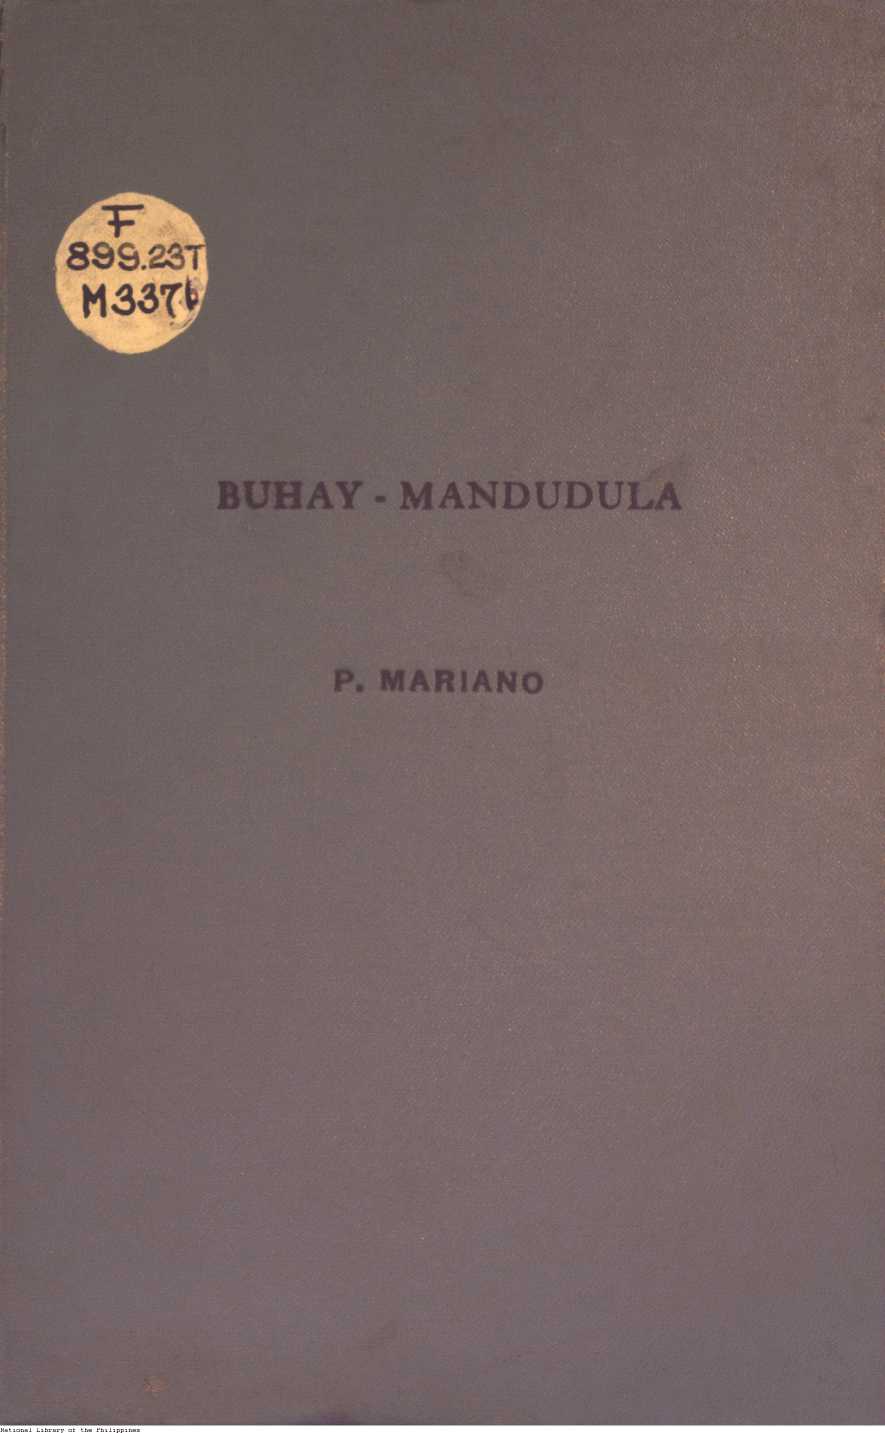 F
899.23T
M337b
BUHAY - MANDUDULA
P. MARIANO
National Library of the Philippines